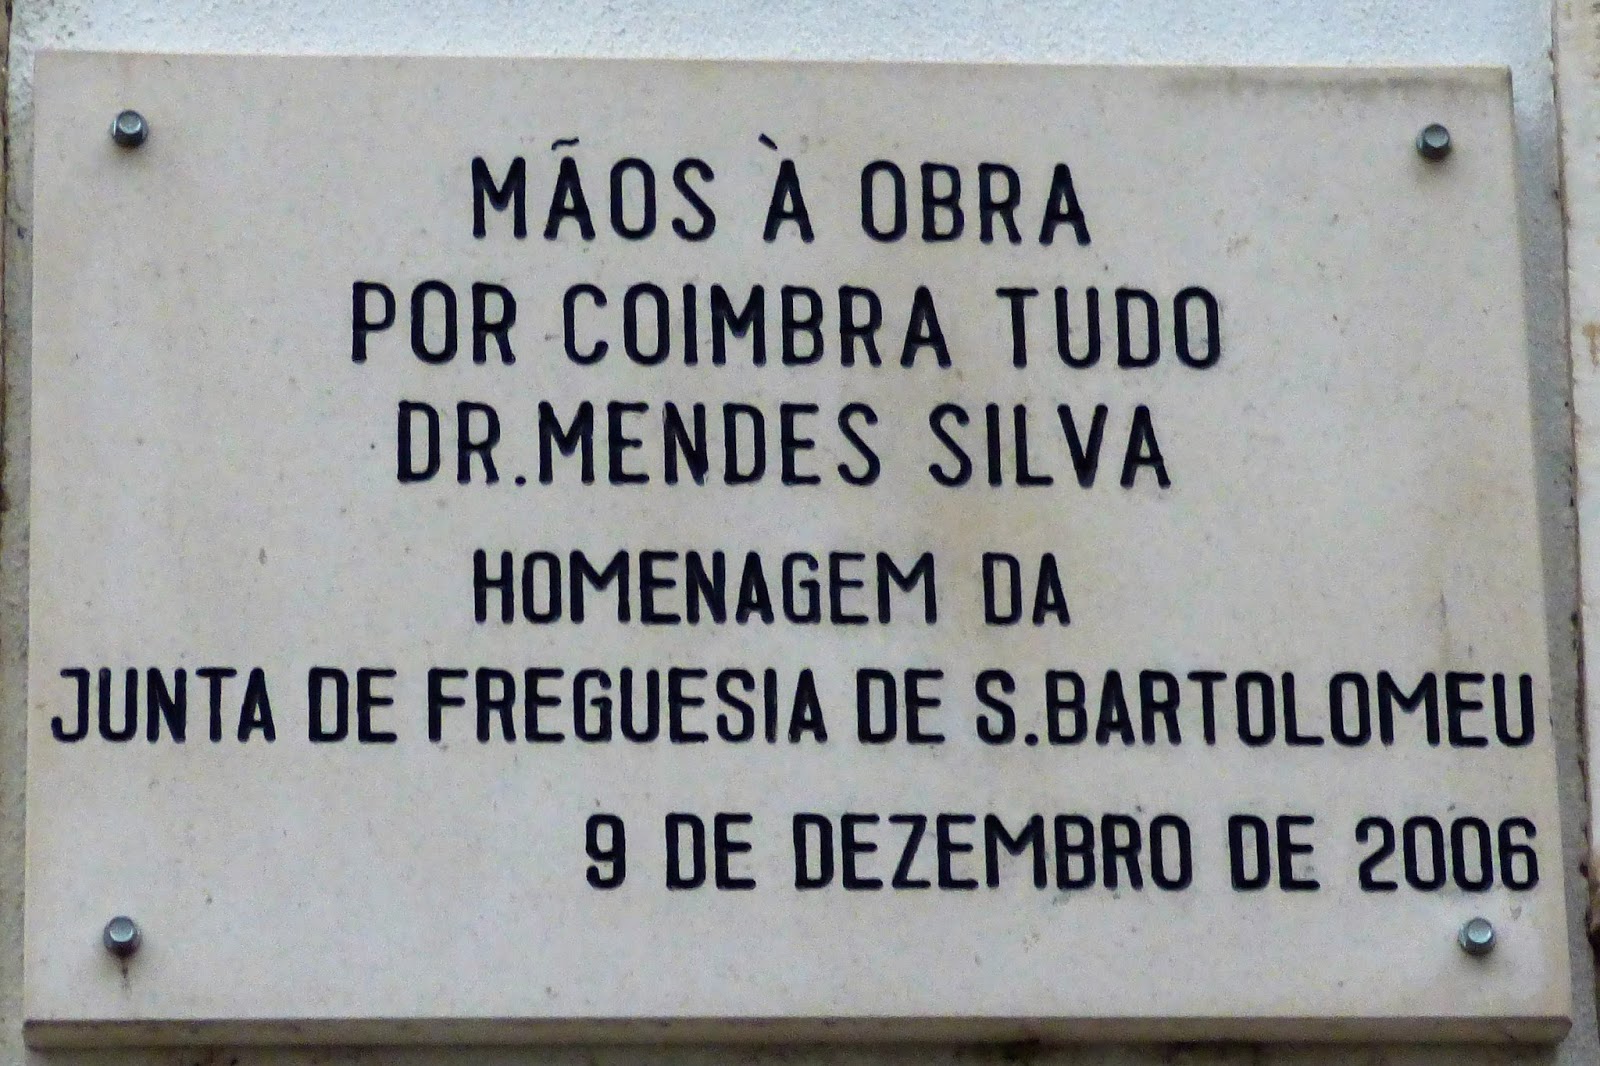 MÃOS À OBRA
POR COIMBRA TUDO
DR.MENDES SILVA
HOMENAGEM DA
JUNTA DE FREGUESIA DE S.BARTOLOMEU
9 DE DEZEMBRO DE 2006